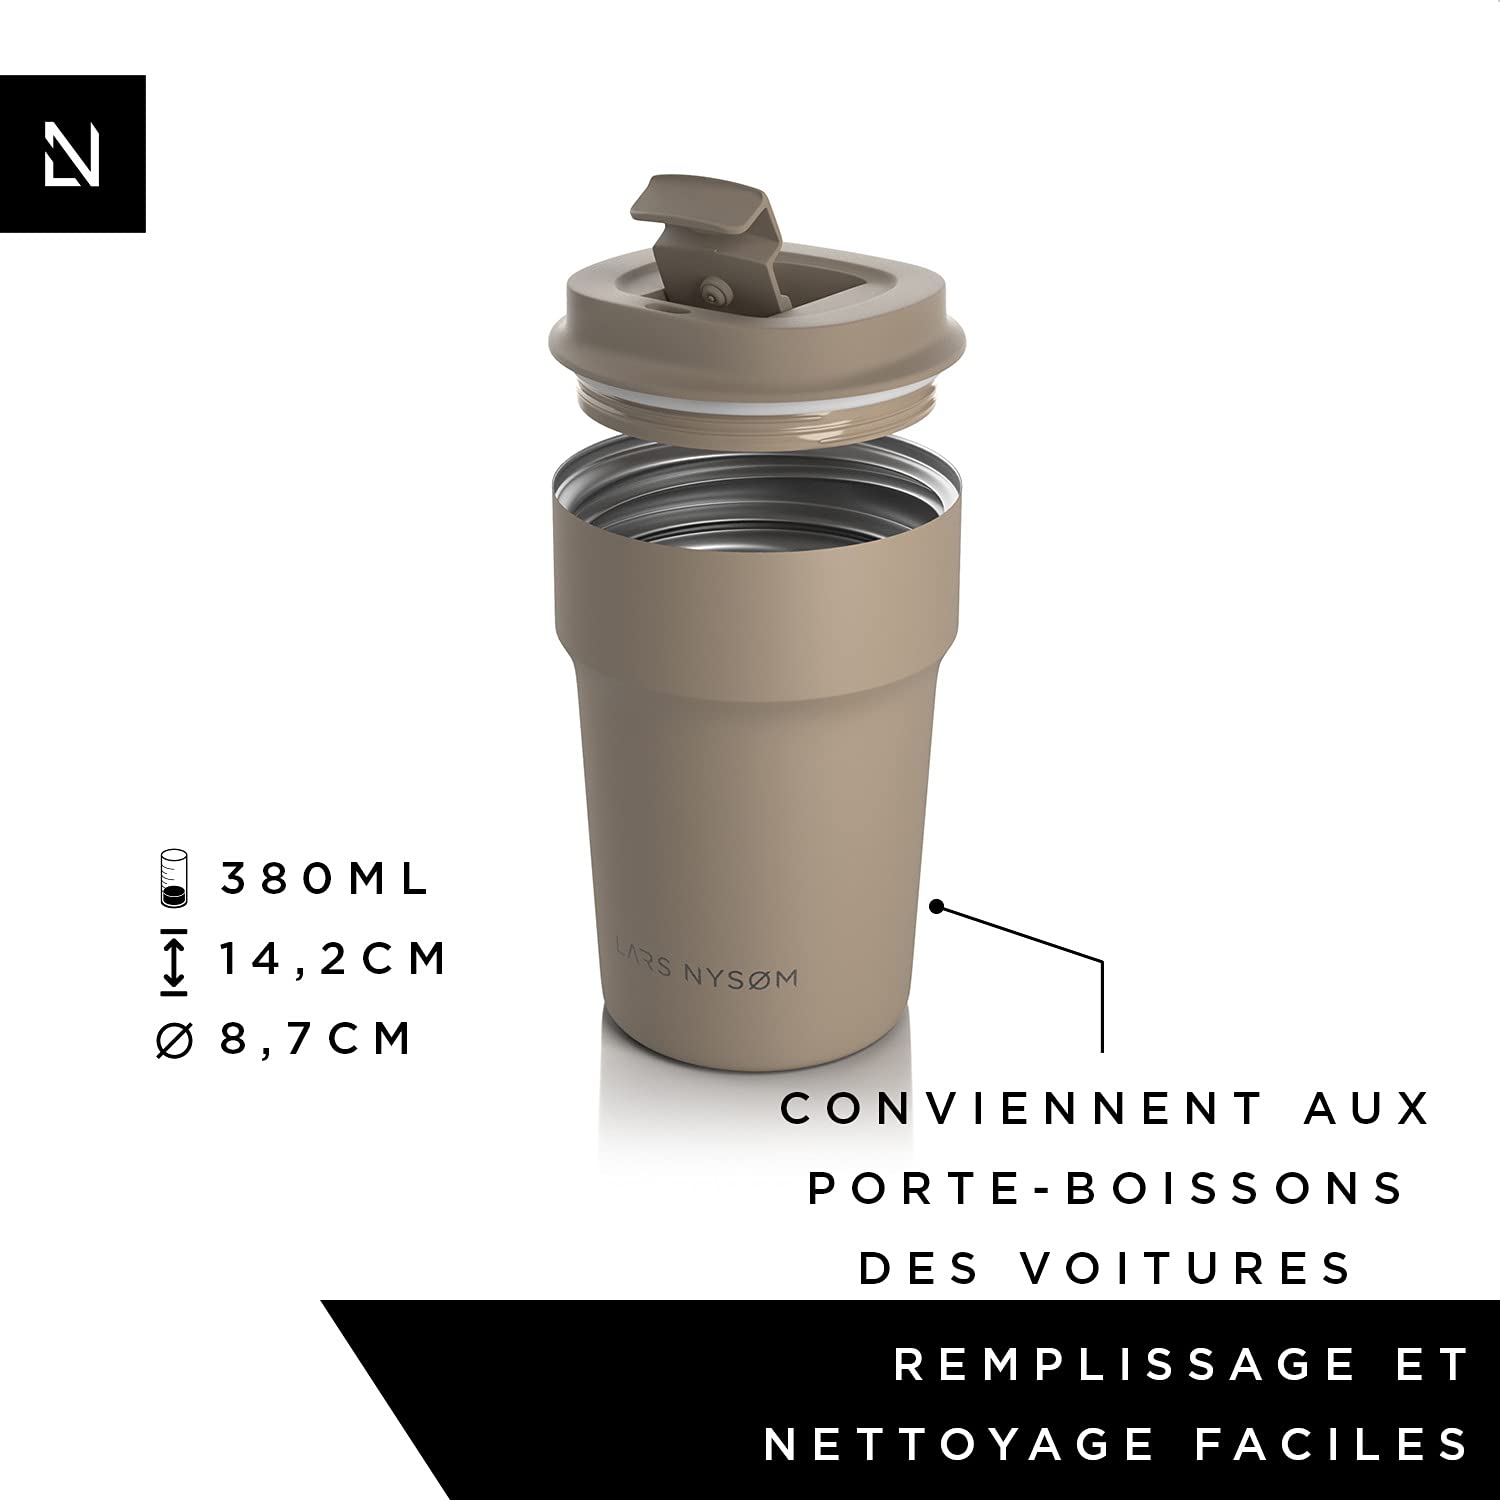 380ML
14,2CM
Ø 8,7CM
LARS NYSØM
CONVIENNENT AUX
PORTE-BOISSONS
DES VOITURES
REMPLISSAGE ET
NETTOYAGE FACILES